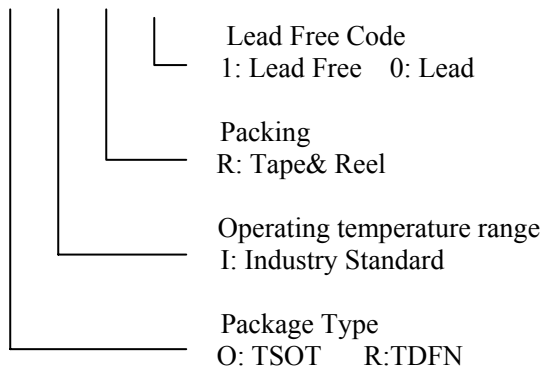 Lead Free Code
1: Lead Free 0: Lead
Packing
R: Tape& Reel
Operating temperature range
I: Industry Standard
Package Type
O: TSOT R:TDFN